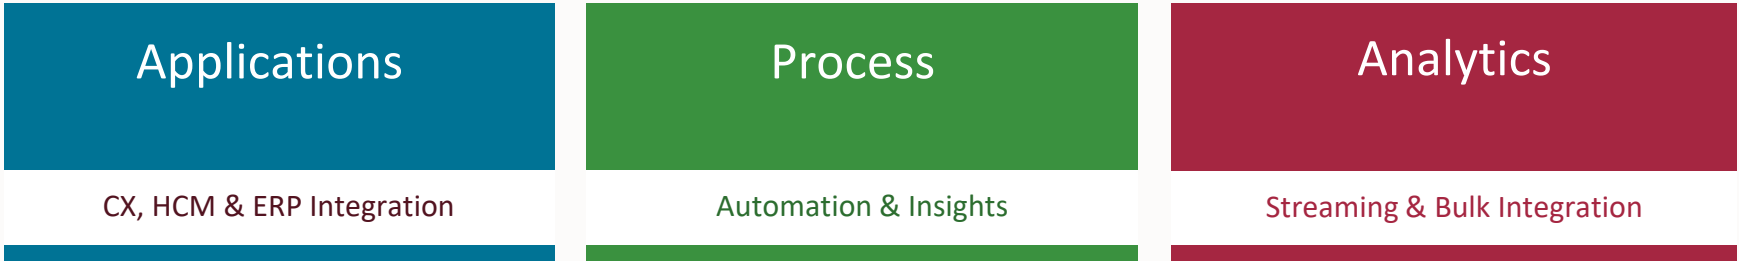 Applications
CX, HCM & ERP Integration
Process
Automation & Insights
Analytics
Streaming & Bulk Integration